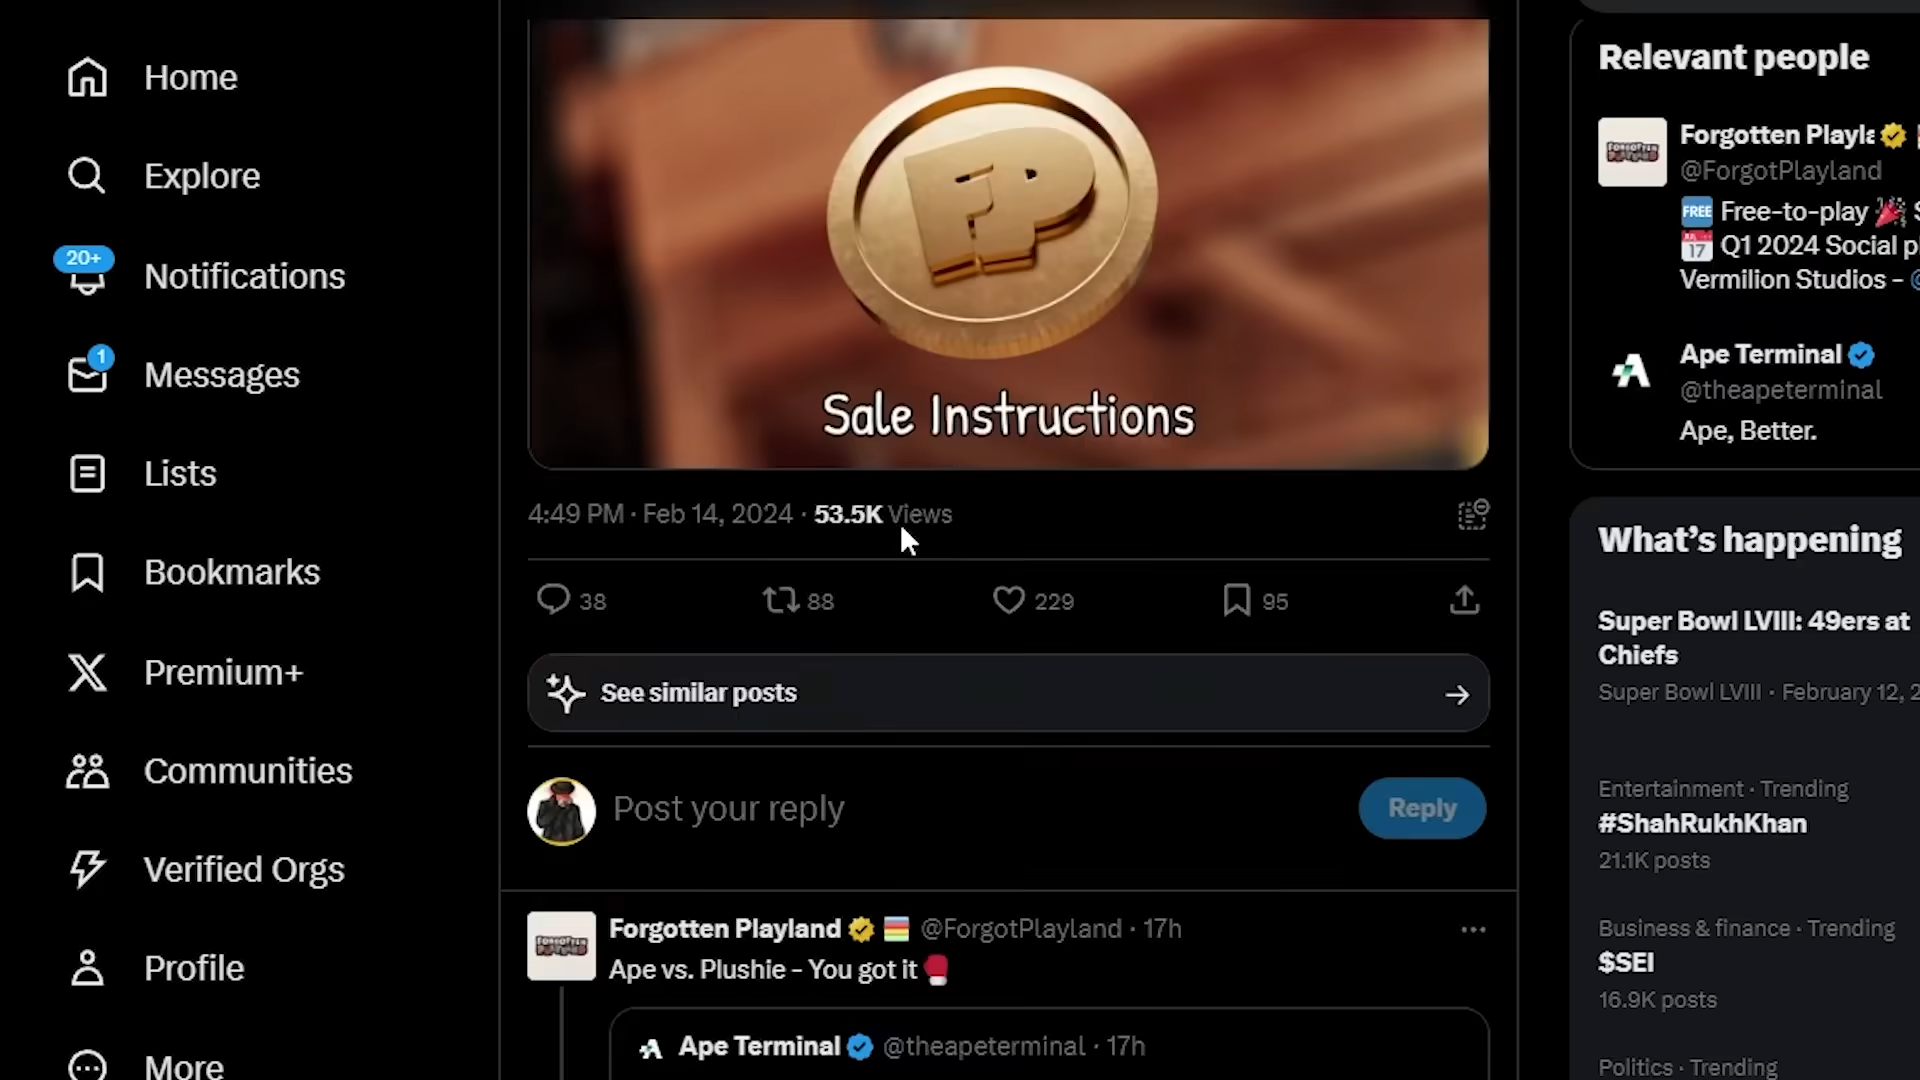 Home
Explore
20+
Notifications
1
Messages
Lists
Bookmarks
Premium+
Communities
Verified Orgs
Profile
More
FP
Sale Instructions
4:49 PM · Feb 14, 2024 · 53.5K Views
38 88 229 95
See similar posts
Post your reply
Reply
Forgotten Playland @ForgotPlayland · 17h
Ape vs. Plushie - You got it
Ape Terminal @theapeterminal · 17h
Relevant people
FORGOTTEN PLAYLAND
Forgotten Playla
@ForgotPlayland
FREE Free-to-play S
17 Q1 2024 Social p
Vermilion Studios - @
Ape Terminal
@theapeterminal
Ape, Better.
What's happening
Super Bowl LVIII: 49ers at
Chiefs
Super Bowl LVIII · February 12, 2
Entertainment · Trending
#ShahRukhKhan
21.1K posts
Business & finance · Trending
$SEI
16.9K posts
Politics · Trending